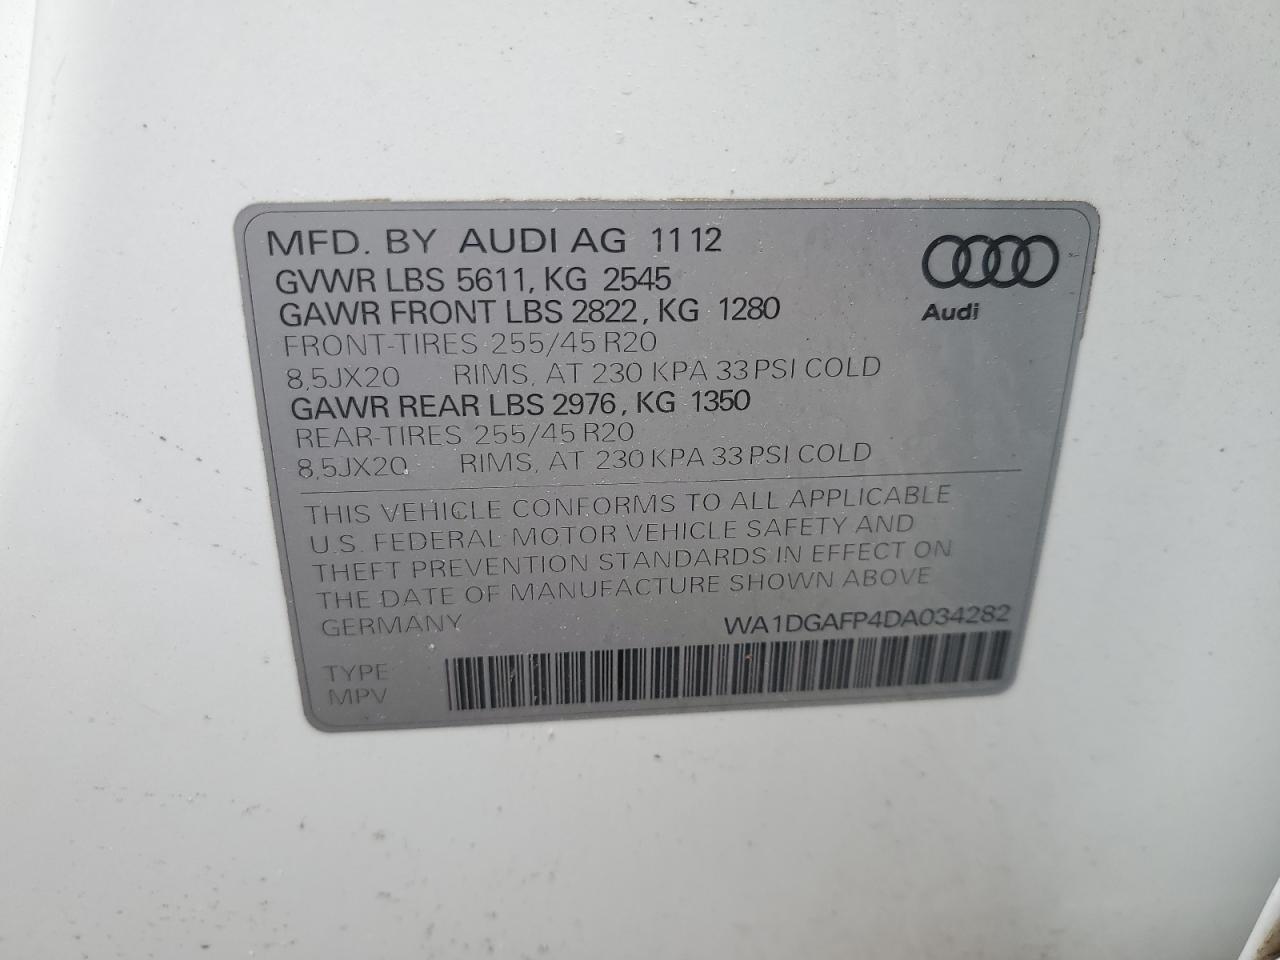 MFD. BY AUDI AG 11 12
GVWR LBS 5611, KG 2545
GAWR FRONT LBS 2822, KG 1280
FRONT-TIRES 255/45 R20
8,5JX20 RIMS, AT 230 KPA 33 PSI COLD
GAWR REAR LBS 2976, KG 1350
REAR-TIRES 255/45 R20
8,5JX20 RIMS, AT 230 KPA 33 PSI COLD
Audi
THIS VEHICLE CONFORMS TO ALL APPLICABLE
U.S. FEDERAL MOTOR VEHICLE SAFETY AND
THEFT PREVENTION STANDARDS IN EFFECT ON
THE DATE OF MANUFACTURE SHOWN ABOVE
GERMANY WA1DGAFP4DA034282
TYPE
MPV